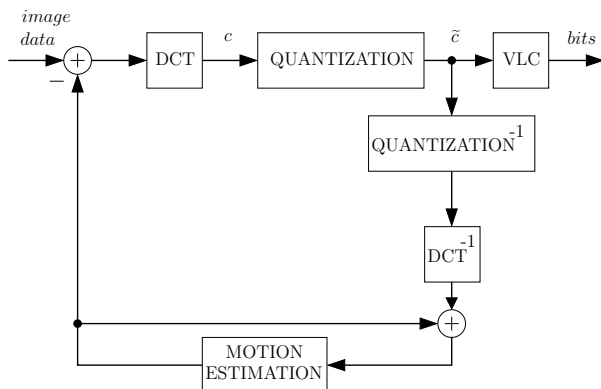 image
data
c
c̃
bits
+
DCT
QUANTIZATION
VLC
−
QUANTIZATION-1
DCT-1
+
MOTION
ESTIMATION